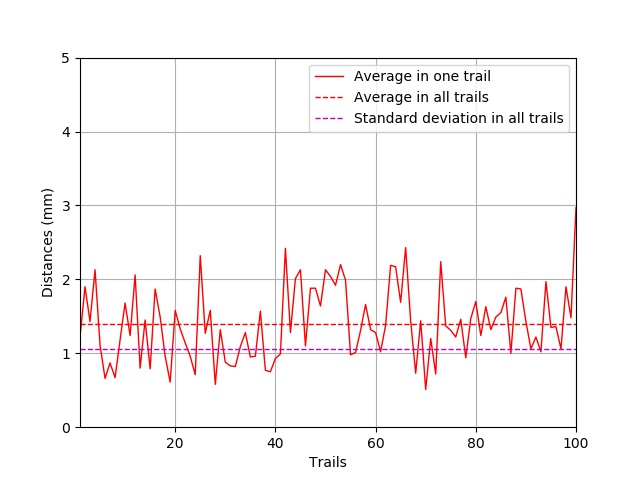 5
4
3
2
1
0
Distances (mm)
Average in one trail
Average in all trails
Standard deviation in all trails
20
40
60
80
100
Trails